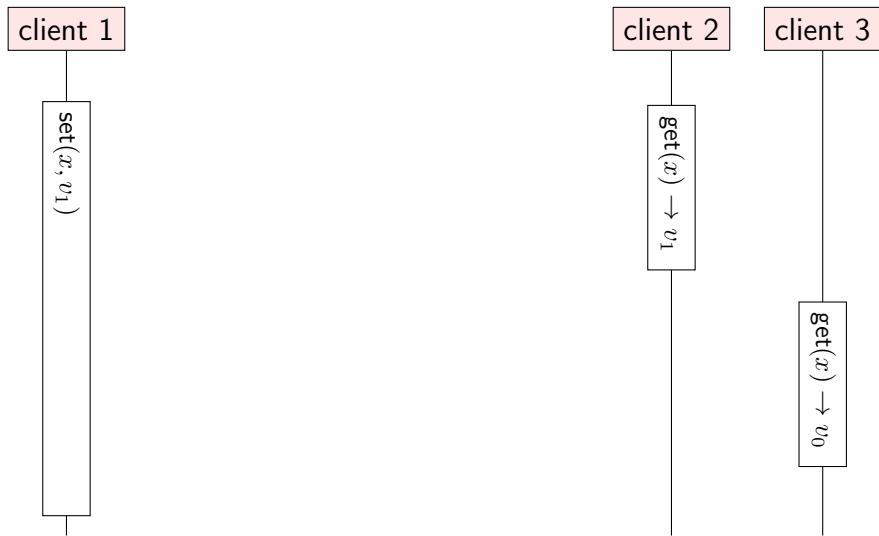 client 1
client 2
client 3
set(x, v₁)
get(x) → v₁
get(x) → v₀